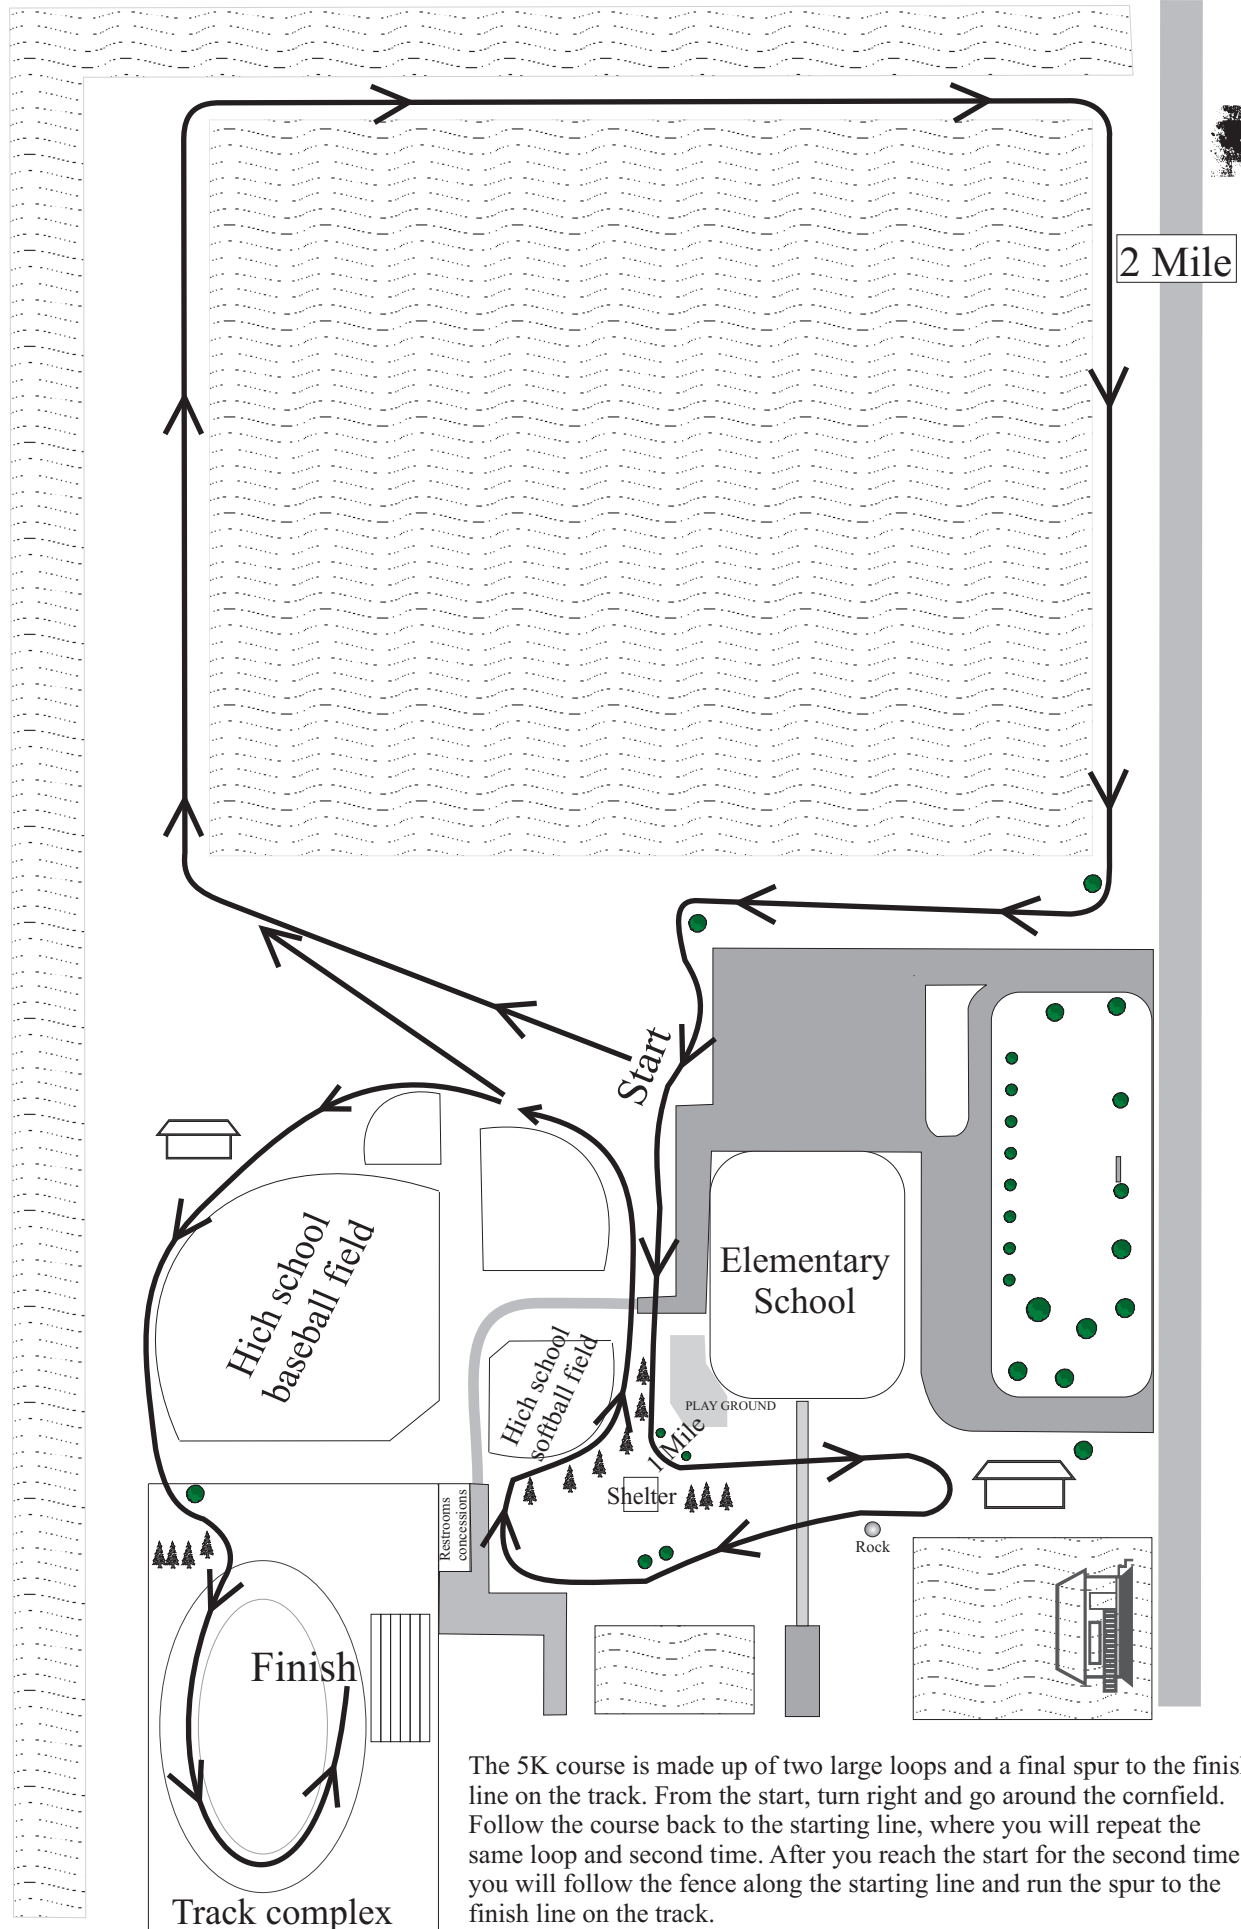 2 Mile
Start
Elementary
School
Hich school
baseball field
Hich school
softball field
PLAY GROUND
1 Mile
Shelter
Restrooms
concessions
Rock
Finish
The 5K course is made up of two large loops and a final spur to the finis
line on the track. From the start, turn right and go around the cornfield.
Follow the course back to the starting line, where you will repeat the
same loop and second time. After you reach the start for the second time
you will follow the fence along the starting line and run the spur to the
finish line on the track.
Track complex